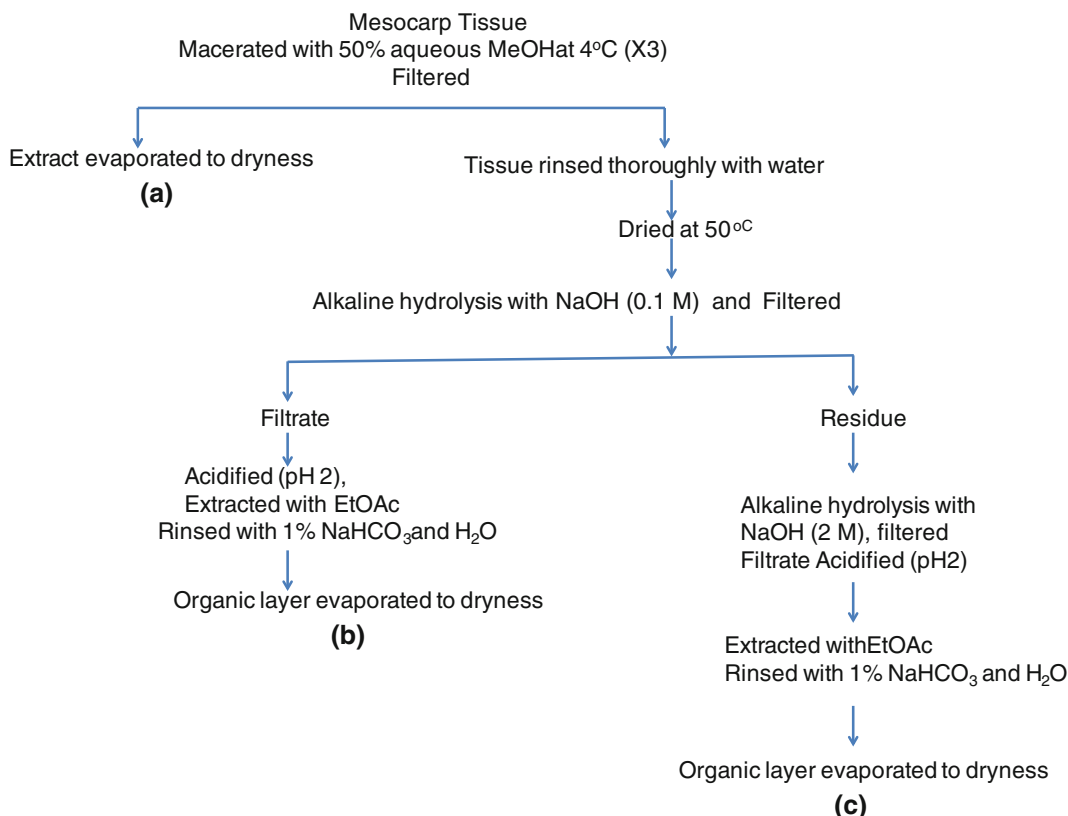 Mesocarp Tissue
Macerated with 50% aqueous MeOHat 4°C (X3)
Filtered
Extract evaporated to dryness
(a)
Tissue rinsed thoroughly with water
Dried at 50°C
Alkaline hydrolysis with NaOH (0.1 M) and Filtered
Filtrate
Acidified (pH 2),
Extracted with EtOAc
Rinsed with 1% NaHCO₃and H₂O
Organic layer evaporated to dryness
(b)
Residue
Alkaline hydrolysis with
NaOH (2 M), filtered
Filtrate Acidified (pH2)
Extracted withEtOAc
Rinsed with 1% NaHCO₃ and H₂O
Organic layer evaporated to dryness
(c)